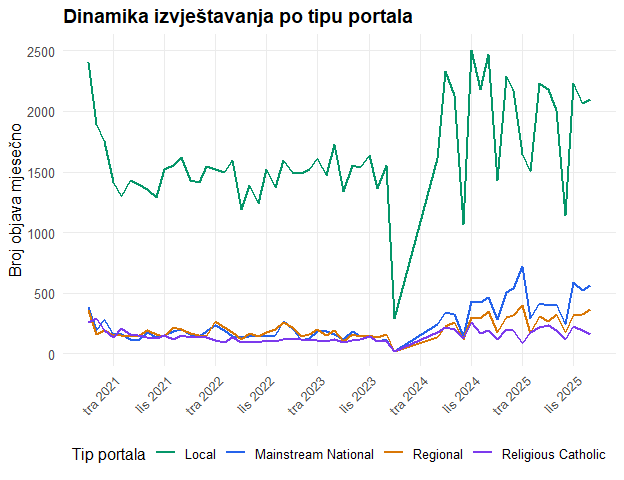 Dinamika izvještavanja po tipu portala
Broj objava mjesečno
2500
2000
1500
1000
500
0
tra 2021
lis 2021
tra 2022
lis 2022
tra 2023
lis 2023
tra 2024
lis 2024
tra 2025
lis 2025
Tip portala
Local
Mainstream National
Regional
Religious Catholic